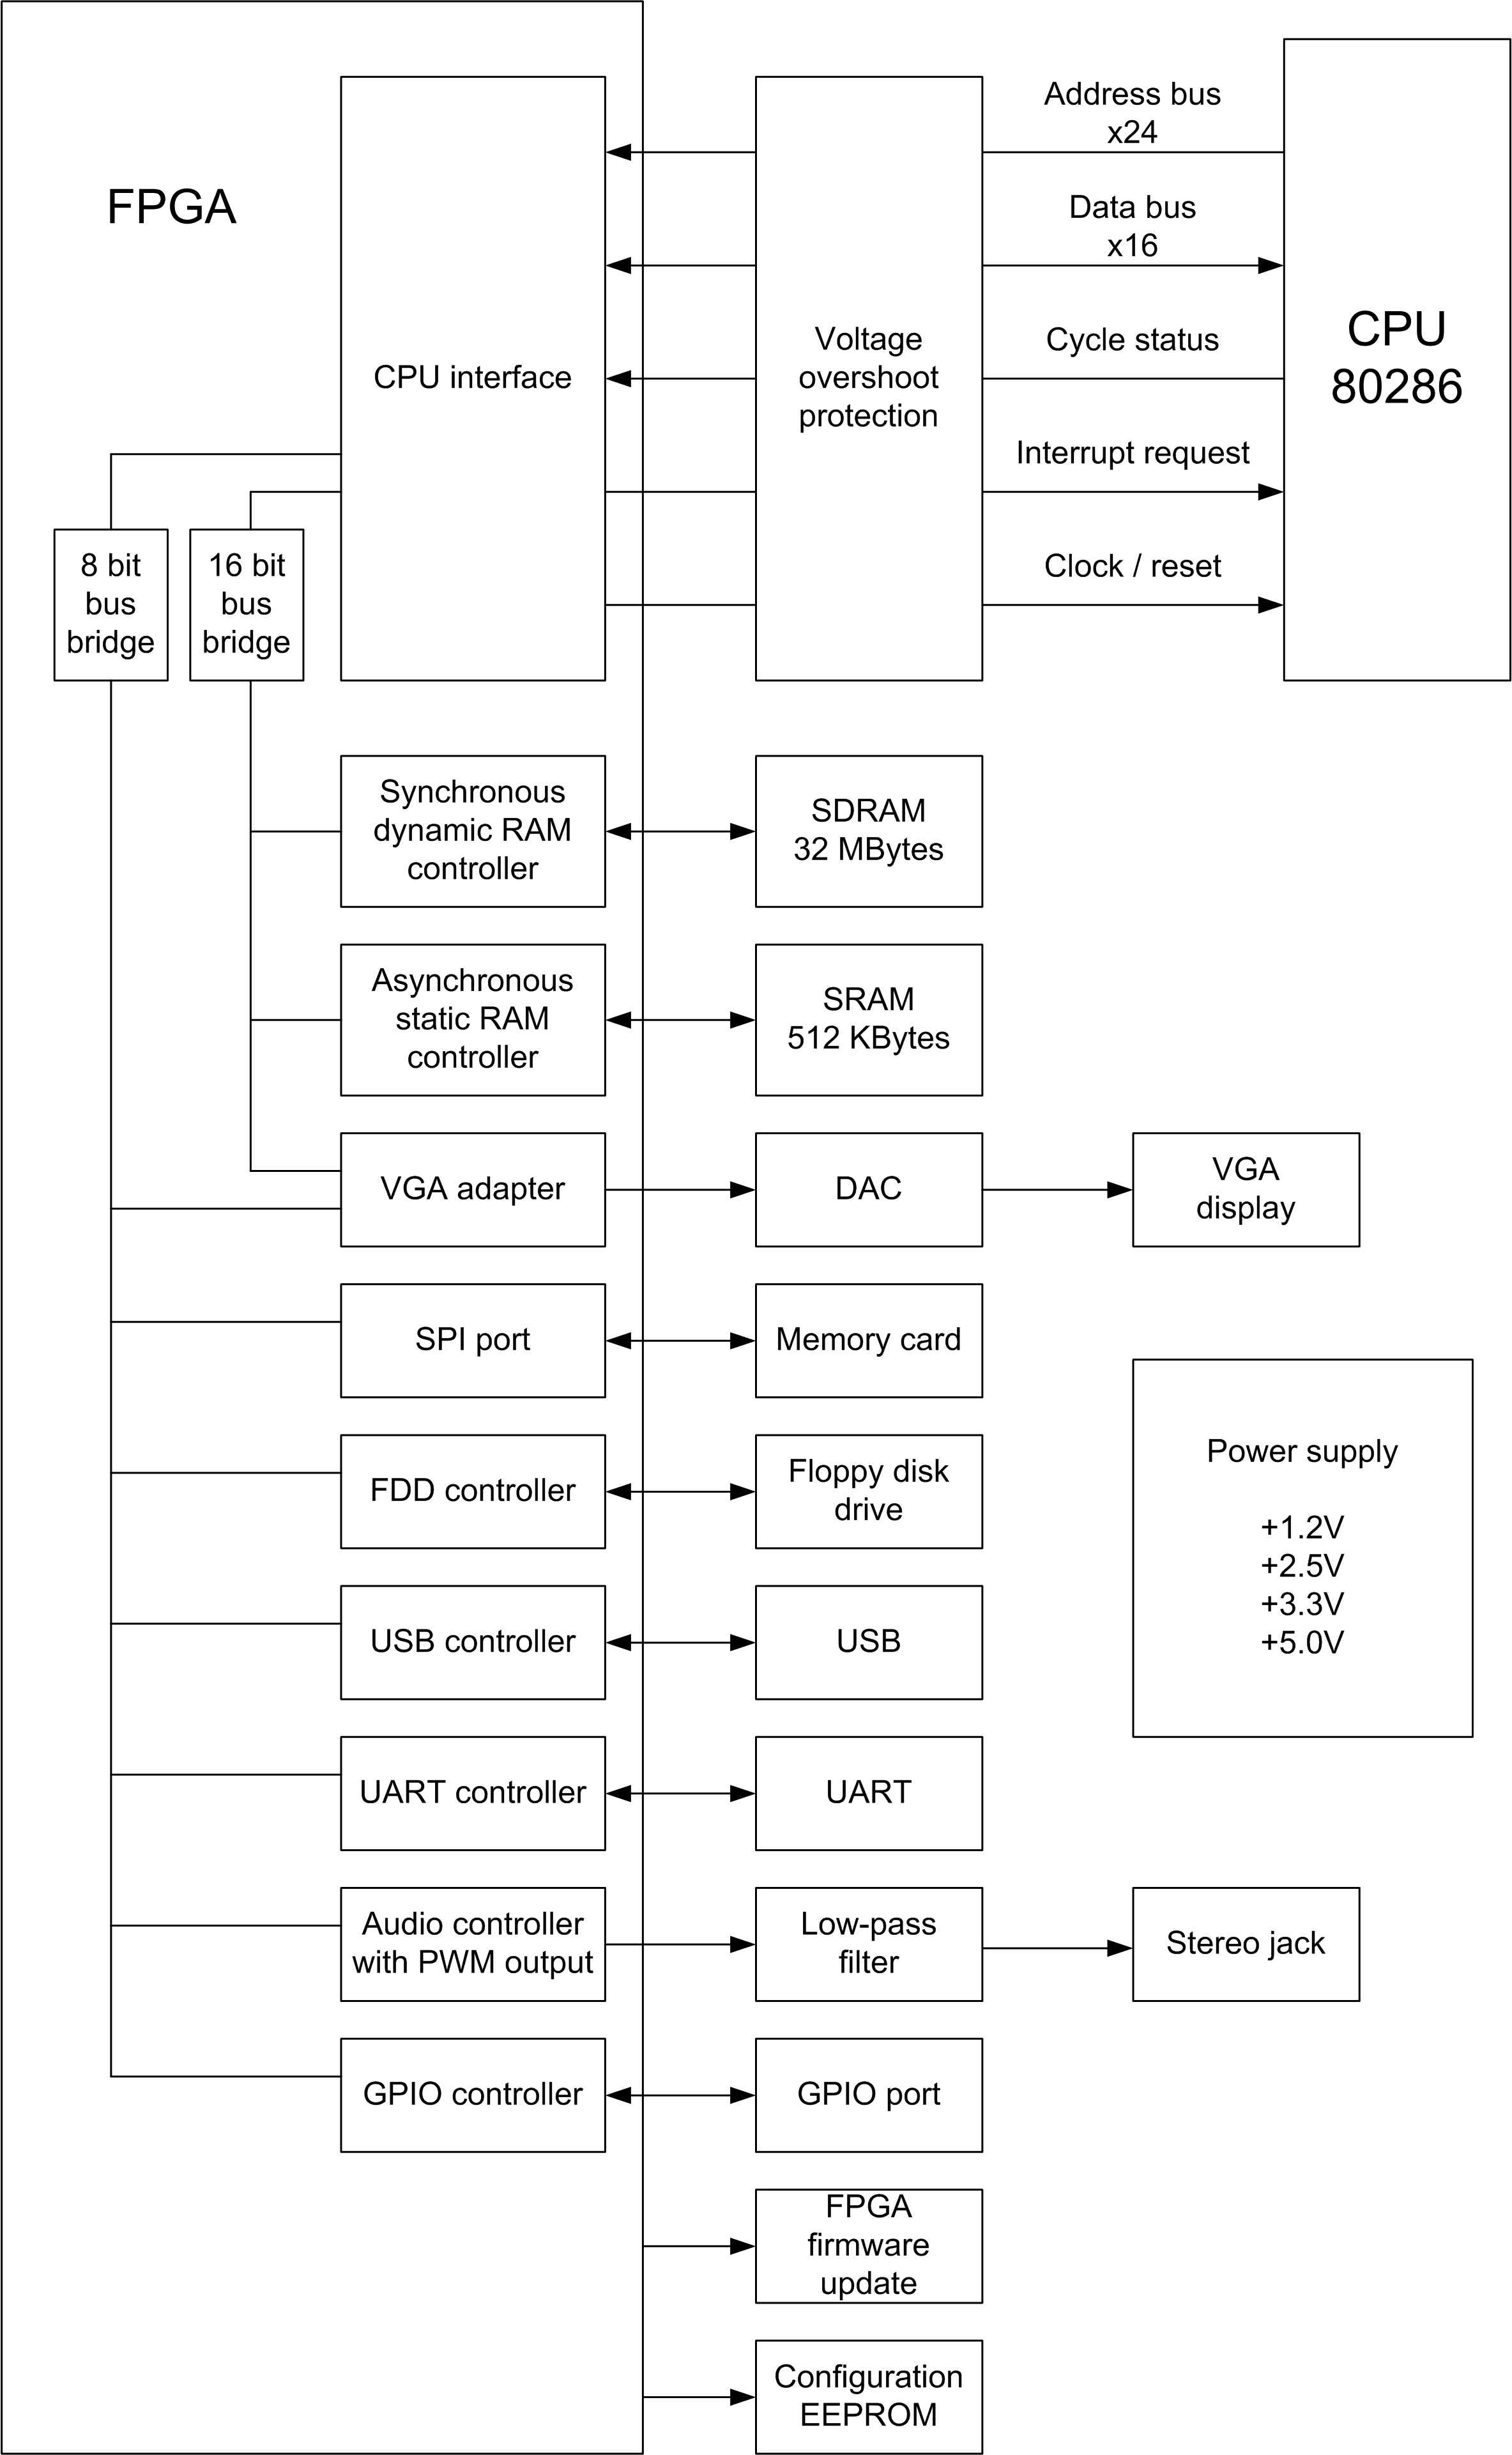 FPGA
CPU interface
Voltage
overshoot
protection
Address bus
x24
Data bus
x16
Cycle status
Interrupt request
Clock / reset
CPU
80286
8 bit
bus
bridge
16 bit
bus
bridge
Synchronous
dynamic RAM
controller
SDRAM
32 MBytes
Asynchronous
static RAM
controller
SRAM
512 KBytes
VGA adapter
DAC
VGA
display
SPI port
Memory card
FDD controller
Floppy disk
drive
Power supply
+1.2V
+2.5V
+3.3V
+5.0V
USB controller
USB
UART controller
UART
Audio controller
with PWM output
Low-pass
filter
Stereo jack
GPIO controller
GPIO port
FPGA
firmware
update
Configuration
EEPROM